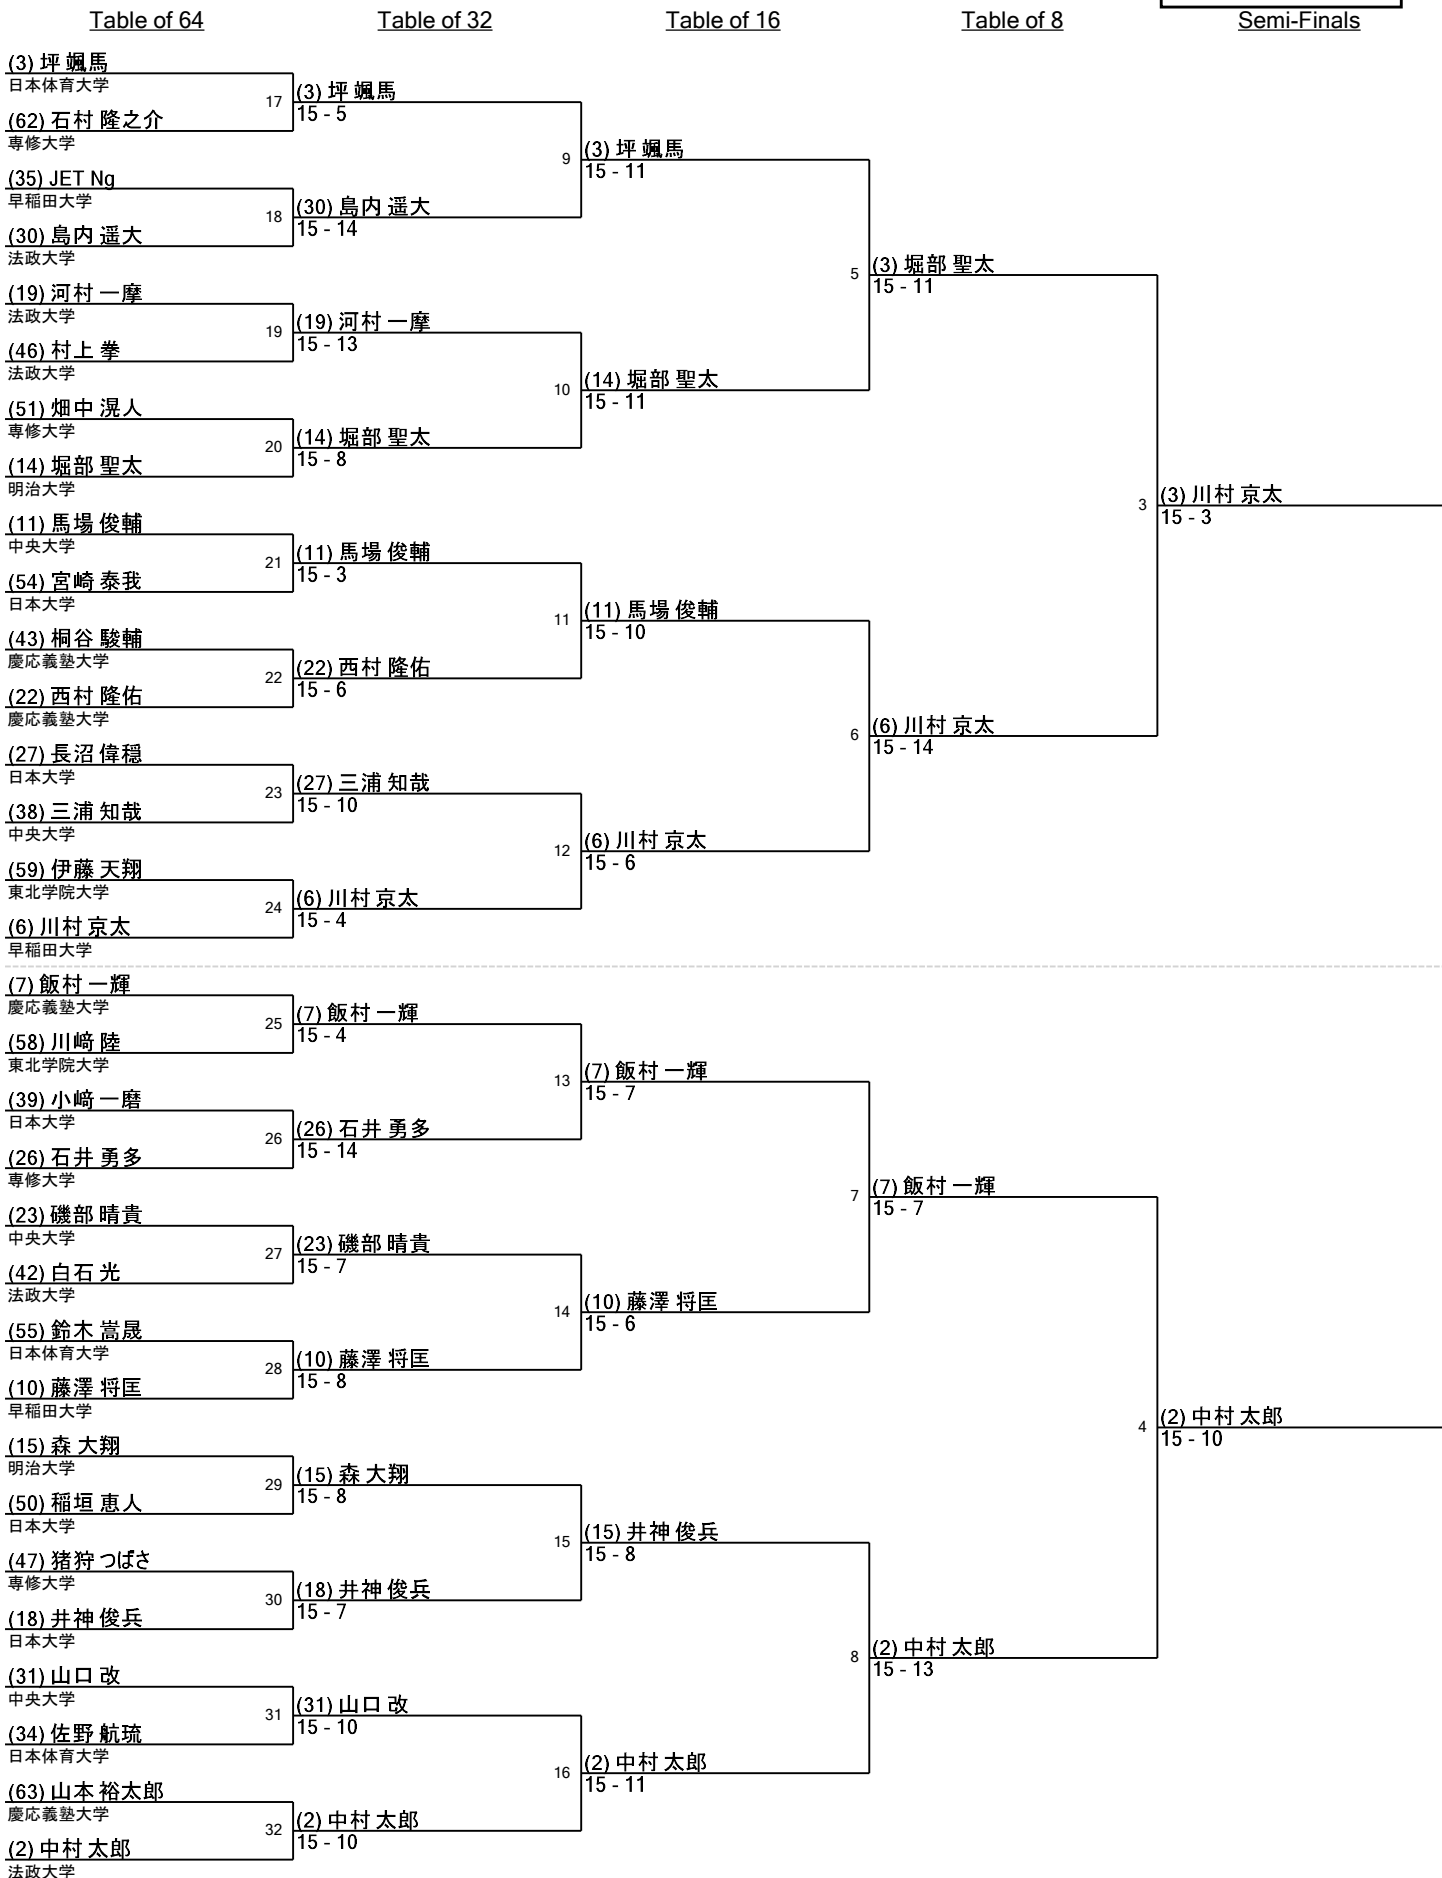 Table of 64
Table of 32
Table of 16
Table of 8
Semi-Finals
(3) 坪 颯馬
日本体育大学
17
(3) 坪 颯馬
15 - 5
(62) 石村 隆之介
専修大学
9
(3) 坪 颯馬
15 - 11
(35) JET Ng
早稲田大学
18
(30) 島内 遥大
15 - 14
(30) 島内 遥大
法政大学
5
(3) 堀部 聖太
15 - 11
(19) 河村 一摩
法政大学
19
(19) 河村 一摩
15 - 13
(46) 村上 拳
法政大学
10
(14) 堀部 聖太
15 - 11
(51) 畑中 滉人
専修大学
20
(14) 堀部 聖太
15 - 8
(14) 堀部 聖太
明治大学
3
(3) 川村 京太
15 - 3
(11) 馬場 俊輔
中央大学
21
(11) 馬場 俊輔
15 - 3
(54) 宮崎 泰我
日本大学
11
(11) 馬場 俊輔
15 - 10
(43) 桐谷 駿輔
慶応義塾大学
22
(22) 西村 隆佑
15 - 6
(22) 西村 隆佑
慶応義塾大学
6
(6) 川村 京太
15 - 14
(27) 長沼 偉穏
日本大学
23
(27) 三浦 知哉
15 - 10
(38) 三浦 知哉
中央大学
12
(6) 川村 京太
15 - 6
(59) 伊藤 天翔
東北学院大学
24
(6) 川村 京太
15 - 4
(6) 川村 京太
早稲田大学
(7) 飯村 一輝
慶応義塾大学
25
(7) 飯村 一輝
15 - 4
(58) 川﨑 陸
東北学院大学
13
(7) 飯村 一輝
15 - 7
(39) 小﨑 一磨
日本大学
26
(26) 石井 勇多
15 - 14
(26) 石井 勇多
専修大学
7
(7) 飯村 一輝
15 - 7
(23) 磯部 晴貴
中央大学
27
(23) 磯部 晴貴
15 - 7
(42) 白石 光
法政大学
14
(10) 藤澤 将匡
15 - 6
(55) 鈴木 嵩晟
日本体育大学
28
(10) 藤澤 将匡
15 - 8
(10) 藤澤 将匡
早稲田大学
4
(2) 中村 太郎
15 - 10
(15) 森 大翔
明治大学
29
(15) 森 大翔
15 - 8
(50) 稲垣 恵人
日本大学
15
(15) 井神 俊兵
15 - 8
(47) 猪狩 つばさ
専修大学
30
(18) 井神 俊兵
15 - 7
(18) 井神 俊兵
日本大学
8
(2) 中村 太郎
15 - 13
(31) 山口 改
中央大学
31
(31) 山口 改
15 - 10
(34) 佐野 航琉
日本体育大学
16
(2) 中村 太郎
15 - 11
(63) 山本 裕太郎
慶応義塾大学
32
(2) 中村 太郎
15 - 10
(2) 中村 太郎
法政大学